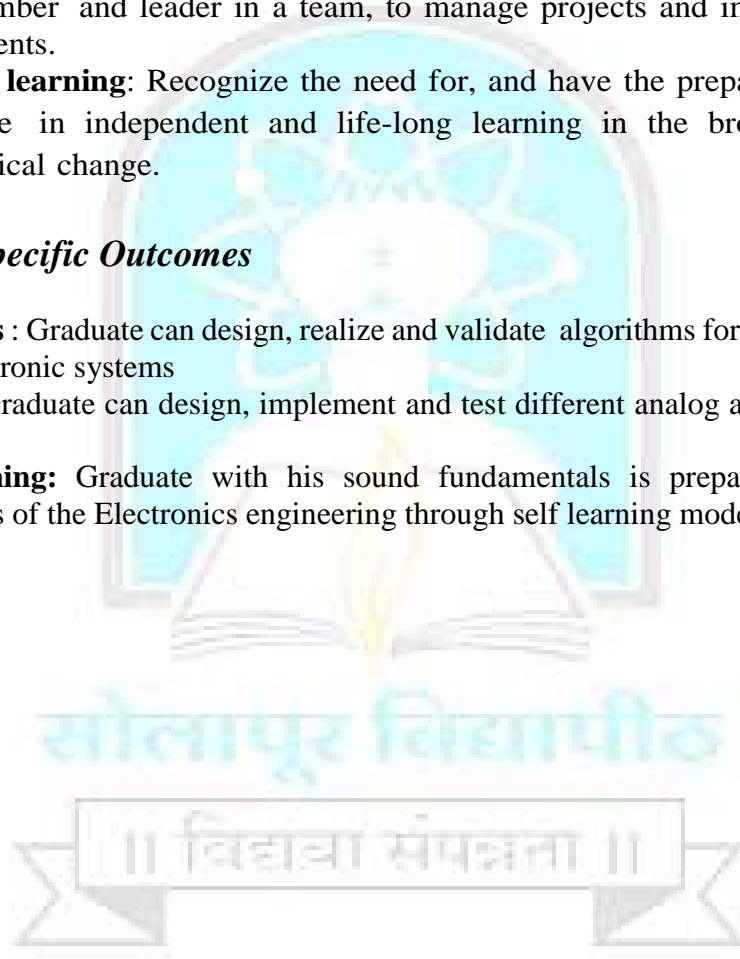 mber and leader in a team, to manage projects and in
ents.
learning: Recognize the need for, and have the prepa
e in independent and life-long learning in the bro
ical change.
pecific Outcomes
s : Graduate can design, realize and validate algorithms for
ronic systems
raduate can design, implement and test different analog a
ning: Graduate with his sound fundamentals is prepa
s of the Electronics engineering through self learning mode
सोलापूर विद्यापीठ
|| विद्यया संपन्नता ||